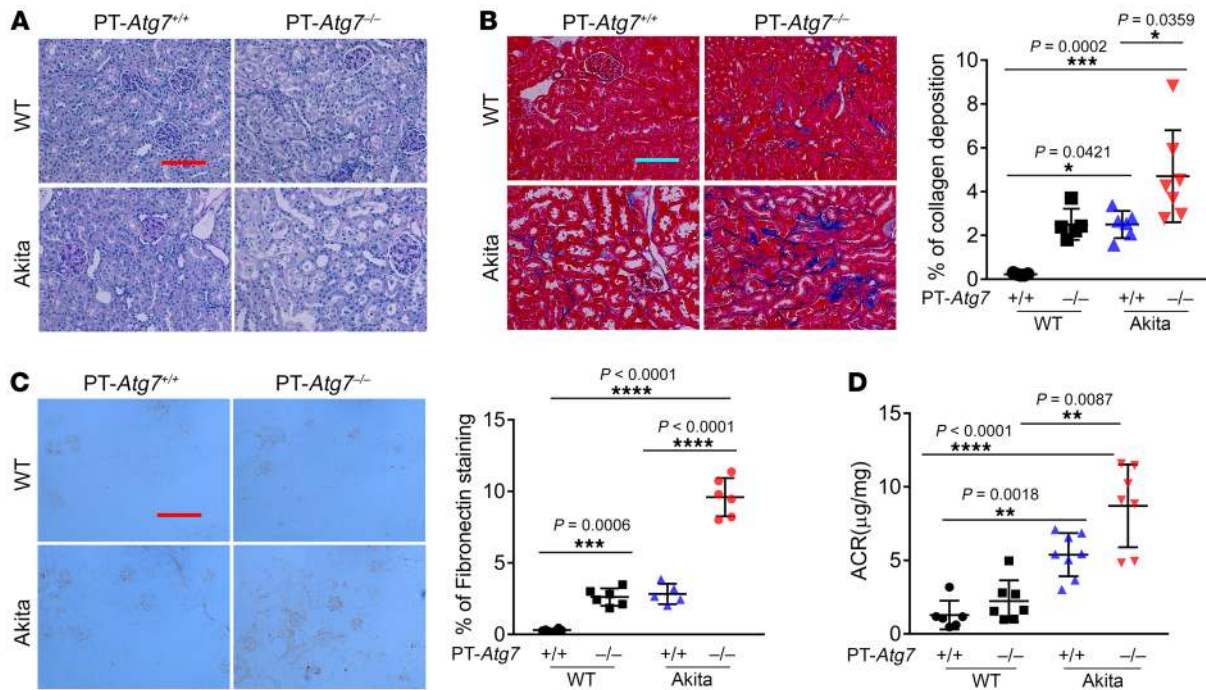 A
PT-Atg7+/+
PT-Atg7–/–
WT
Akita
B
PT-Atg7+/+
PT-Atg7–/–
WT
Akita
% of collagen deposition
10
8
6
4
2
0
P = 0.0359
*
P = 0.0002
***
P = 0.0421
*
PT-Atg7 +/+ –/– +/+ –/–
WT Akita
C
PT-Atg7+/+
PT-Atg7–/–
WT
Akita
% of Fibronectin staining
15
10
5
0
P < 0.0001
****
P < 0.0001
****
P = 0.0006
***
PT-Atg7 +/+ –/– +/+ –/–
WT Akita
D
ACR(μg/mg)
15
10
5
0
P = 0.0087
**
P < 0.0001
****
P = 0.0018
**
PT-Atg7 +/+ –/– +/+ –/–
WT Akita